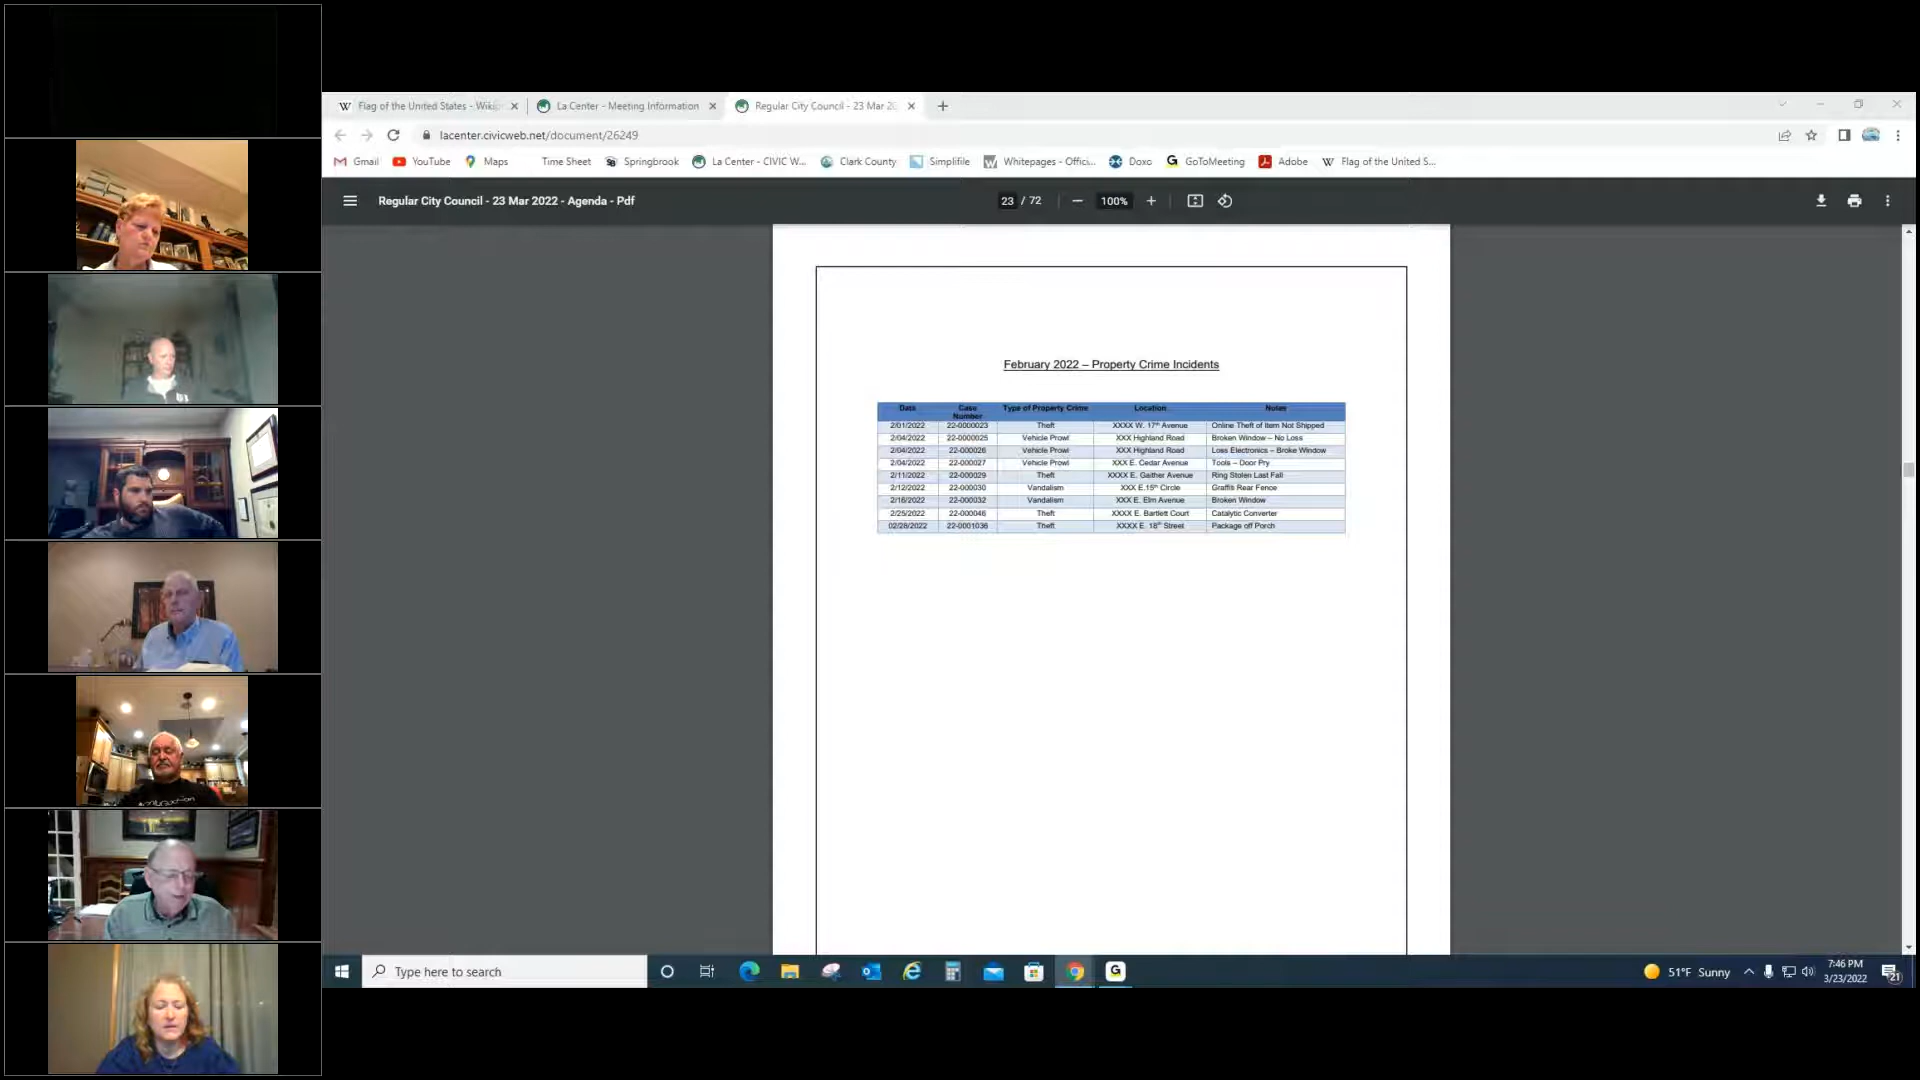 Flag of the United States - Wikip
La Center - Meeting Information
Regular City Council - 23 Mar 20
lacenter.civicweb.net/document/26249
Gmail YouTube Maps Time Sheet Springbrook La Center - CIVIC W... Clark County Simplifile Whitepages - Offici... Doxo GoToMeeting Adobe Flag of the United S...
Regular City Council - 23 Mar 2022 - Agenda - Pdf
23 / 72
100%
February 2022 – Property Crime Incidents
Date Case Number Type of Property Crime Location Notes
2/01/2022 22-0000023 Theft XXXX W. 17th Avenue Online Theft of Item Not Shipped
2/04/2022 22-0000025 Vehicle Prowl XXX Highland Road Broken Window – No Loss
2/04/2022 22-000026 Vehicle Prowl XXX Highland Road Loss Electronics – Broke Window
2/04/2022 22-000027 Vehicle Prowl XXX E. Cedar Avenue Tools – Door Pry
2/11/2022 22-000029 Theft XXXX E. Gaither Avenue Ring Stolen Last Fall
2/12/2022 22-000030 Vandalism XXX E.15th Circle Graffiti Rear Fence
2/16/2022 22-000032 Vandalism XXX E. Elm Avenue Broken Window
2/25/2022 22-000046 Theft XXXX E. Bartlett Court Catalytic Converter
02/28/2022 22-0001036 Theft XXXX E. 18th Street Package off Porch
Type here to search
51°F Sunny
7:46 PM
3/23/2022
21